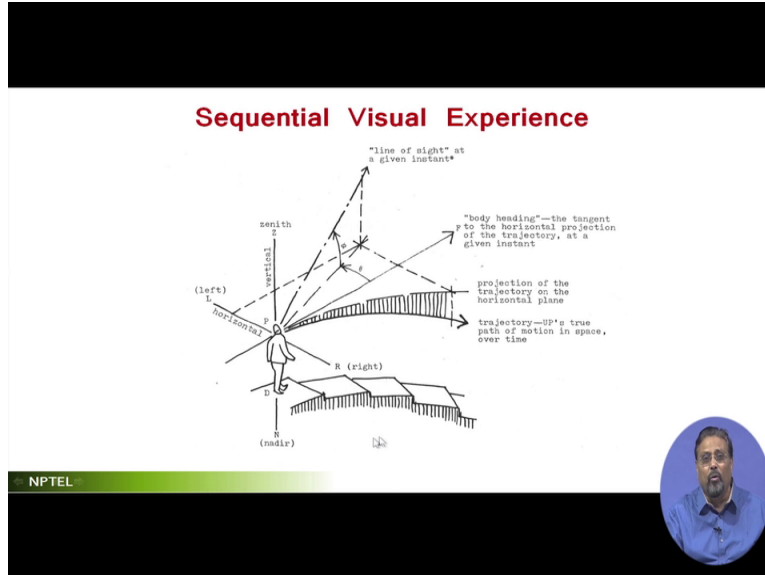 Sequential Visual Experience
"line of sight" at
a given instant*
zenith
Z
vertical
"body heading"—the tangent
F to the horizontal projection
of the trajectory, at a
given instant
(left)
L
horizontal
θ
projection of the
trajectory on the
horizontal plane
P
trajectory—UP's true
path of motion in space,
over time
R (right)
D
N
(nadir)
NPTEL